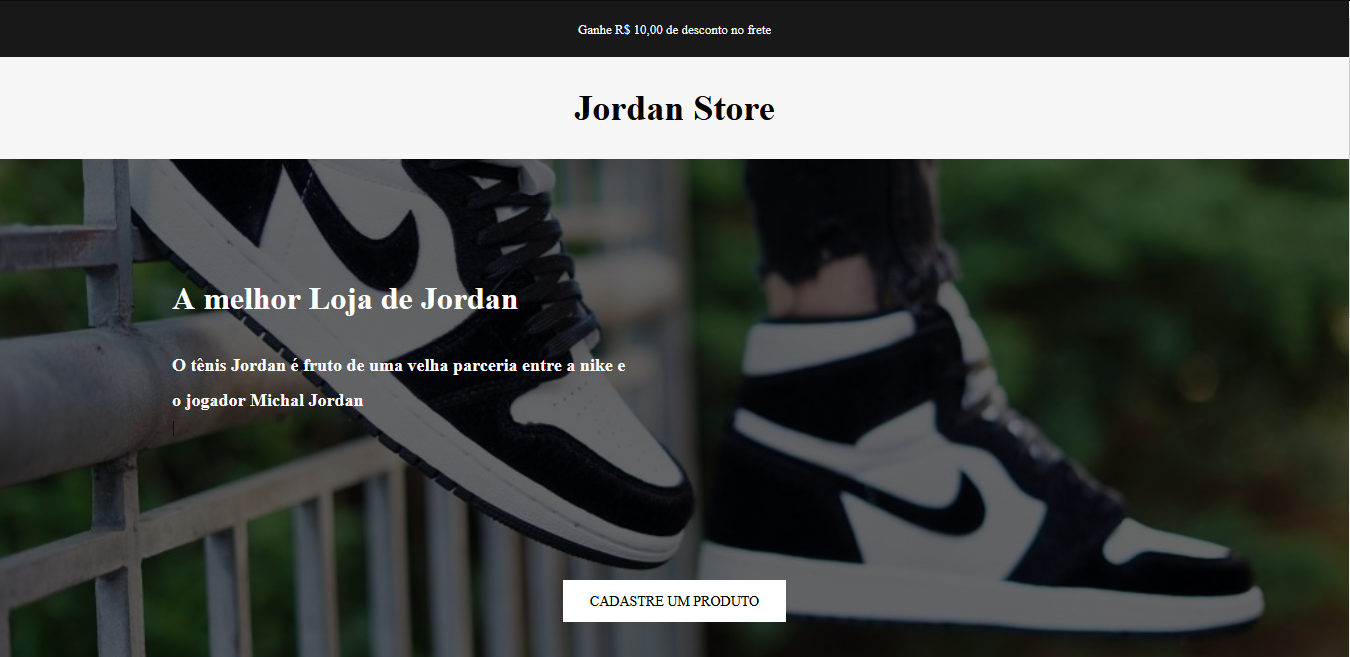 Ganhe R$ 10,00 de desconto no frete
Jordan Store
A melhor Loja de Jordan
O tênis Jordan é fruto de uma velha parceria entre a nike e
o jogador Michal Jordan
CADASTRE UM PRODUTO